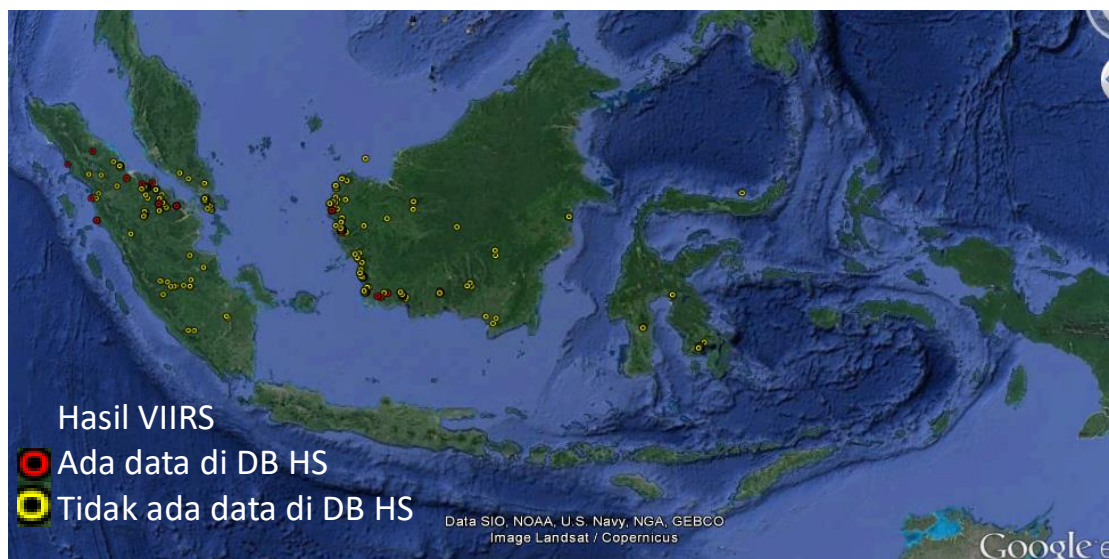 Hasil VIIRS
Ada data di DB HS
Tidak ada data di DB HS
Data SIO, NOAA, U.S. Navy, NGA, GEBCO
Image Landsat / Copernicus
Google